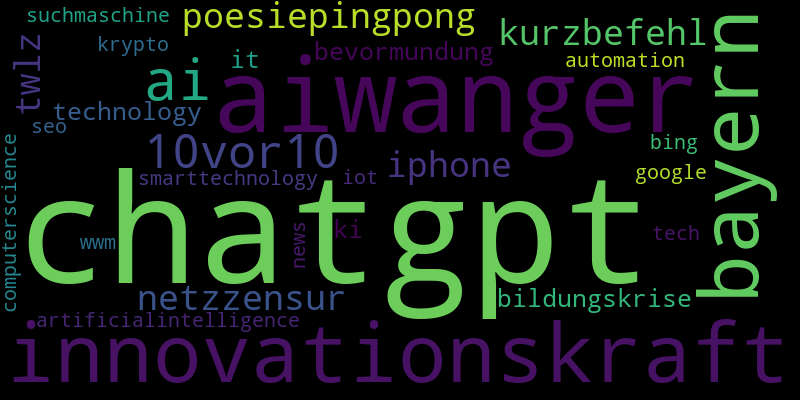 suchmaschine
poesiepingpong
kurzbefehl
bayern
krypto
twlz
it
bevormundung
automation
ai
aiwanger
technology
seo
10vor10
iphone
bing
google
computerscience
smarttechnology
iot
chatgpt
wwm
news
ki
tech
netzzensur
bildungskrise
artificialintelligence
innovationskraft